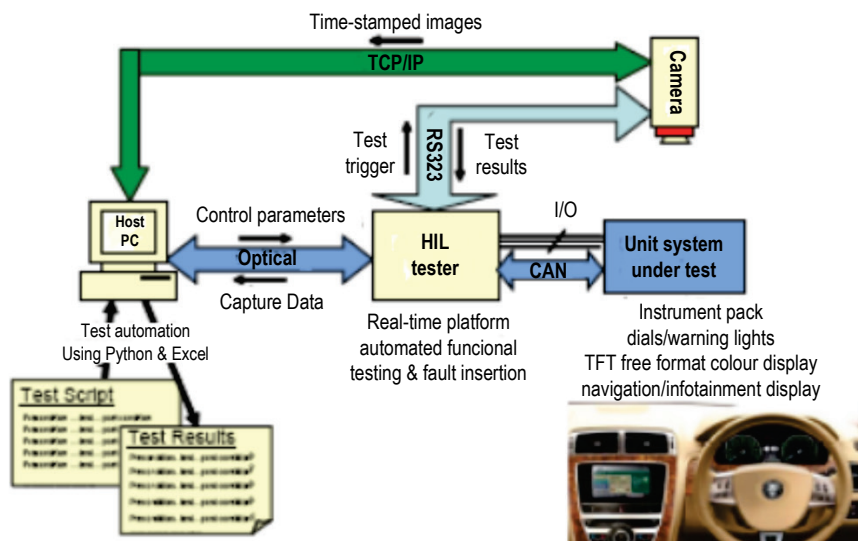 Time-stamped images
TCP/IP
Camera
RS323
Test
trigger
Test
results
Host
PC
Control parameters
Optical
Capture Data
HIL
tester
I/O
CAN
Unit system
under test
Test automation
Using Python & Excel
Real-time platform
automated funcional
testing & fault insertion
Instrument pack
dials/warning lights
TFT free format colour display
navigation/infotainment display
Test Script
Test Results